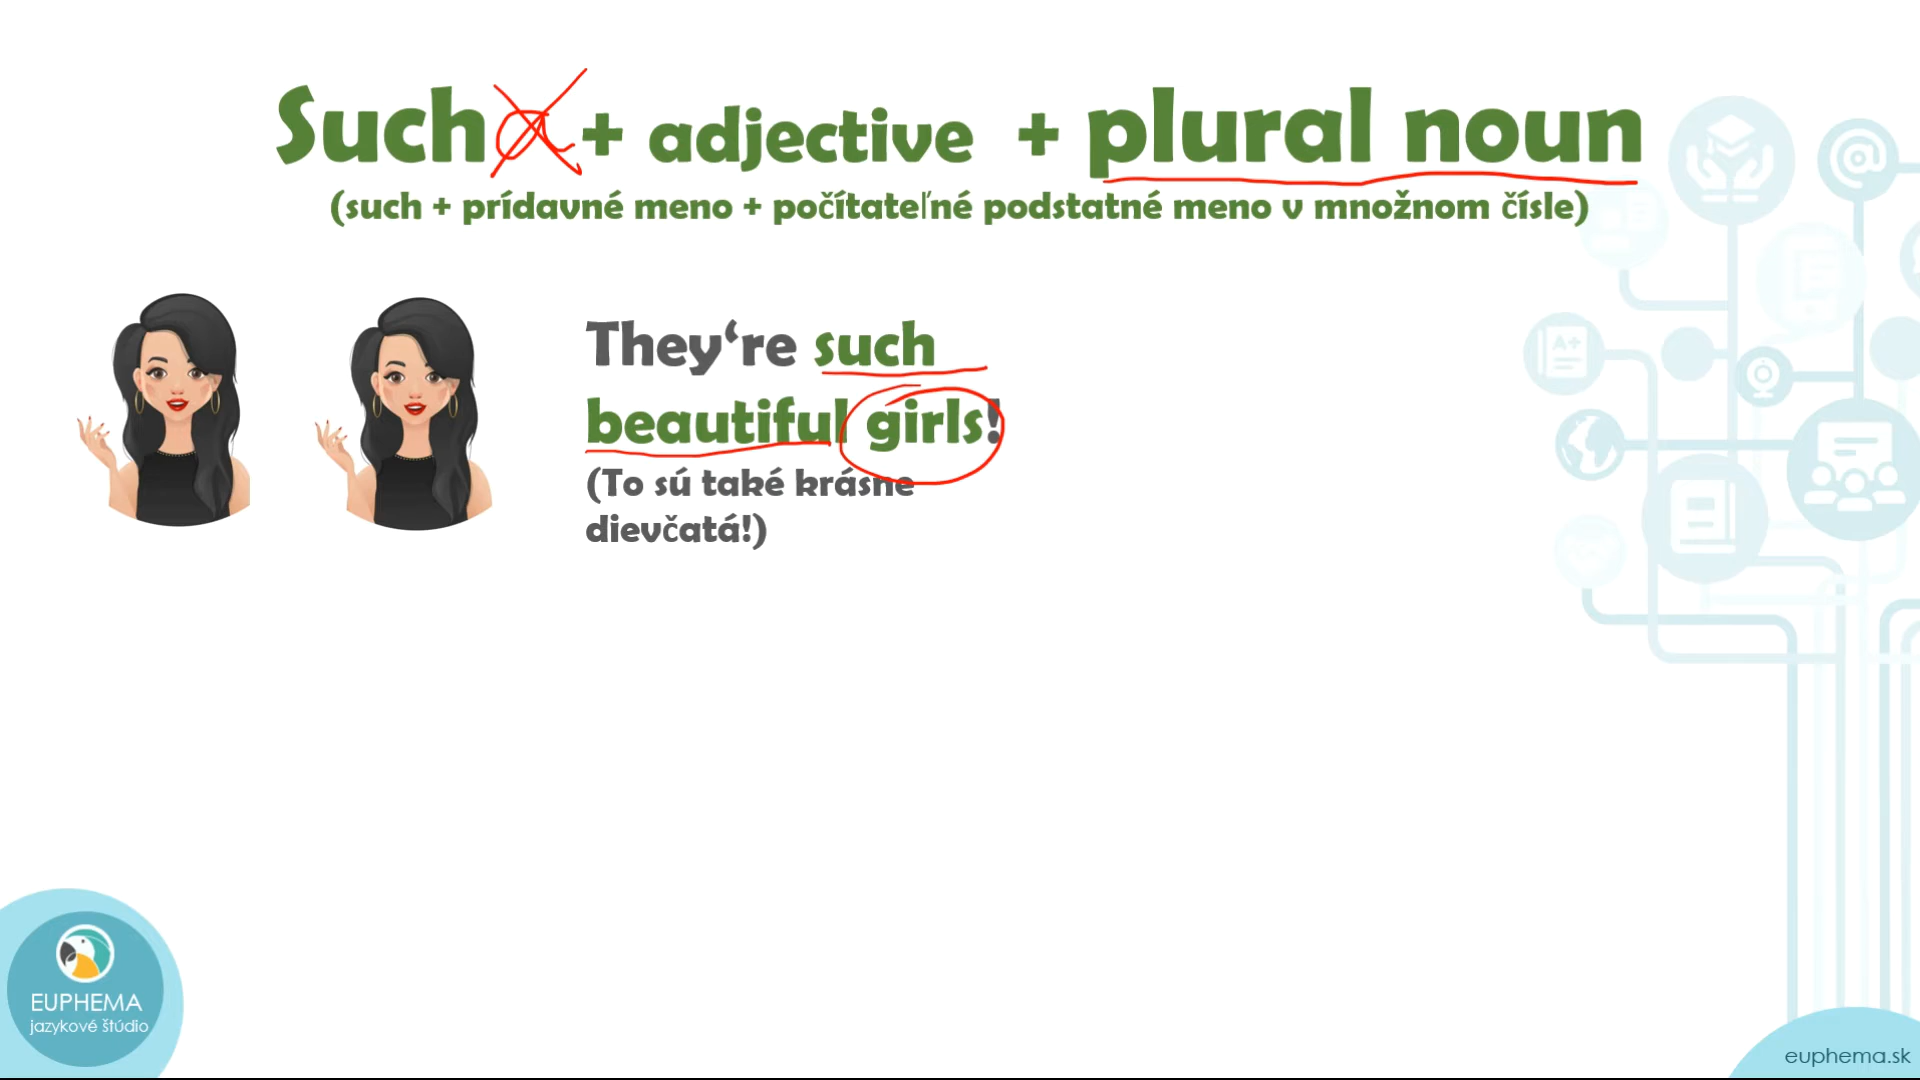 Such a + adjective + plural noun
(such + prídavné meno + počítateľné podstatné meno v množnom čísle)
They‘re such
beautiful girls!
(To sú také krásne
dievčatá!)
A+
EUPHEMA
jazykové štúdio
euphema.sk